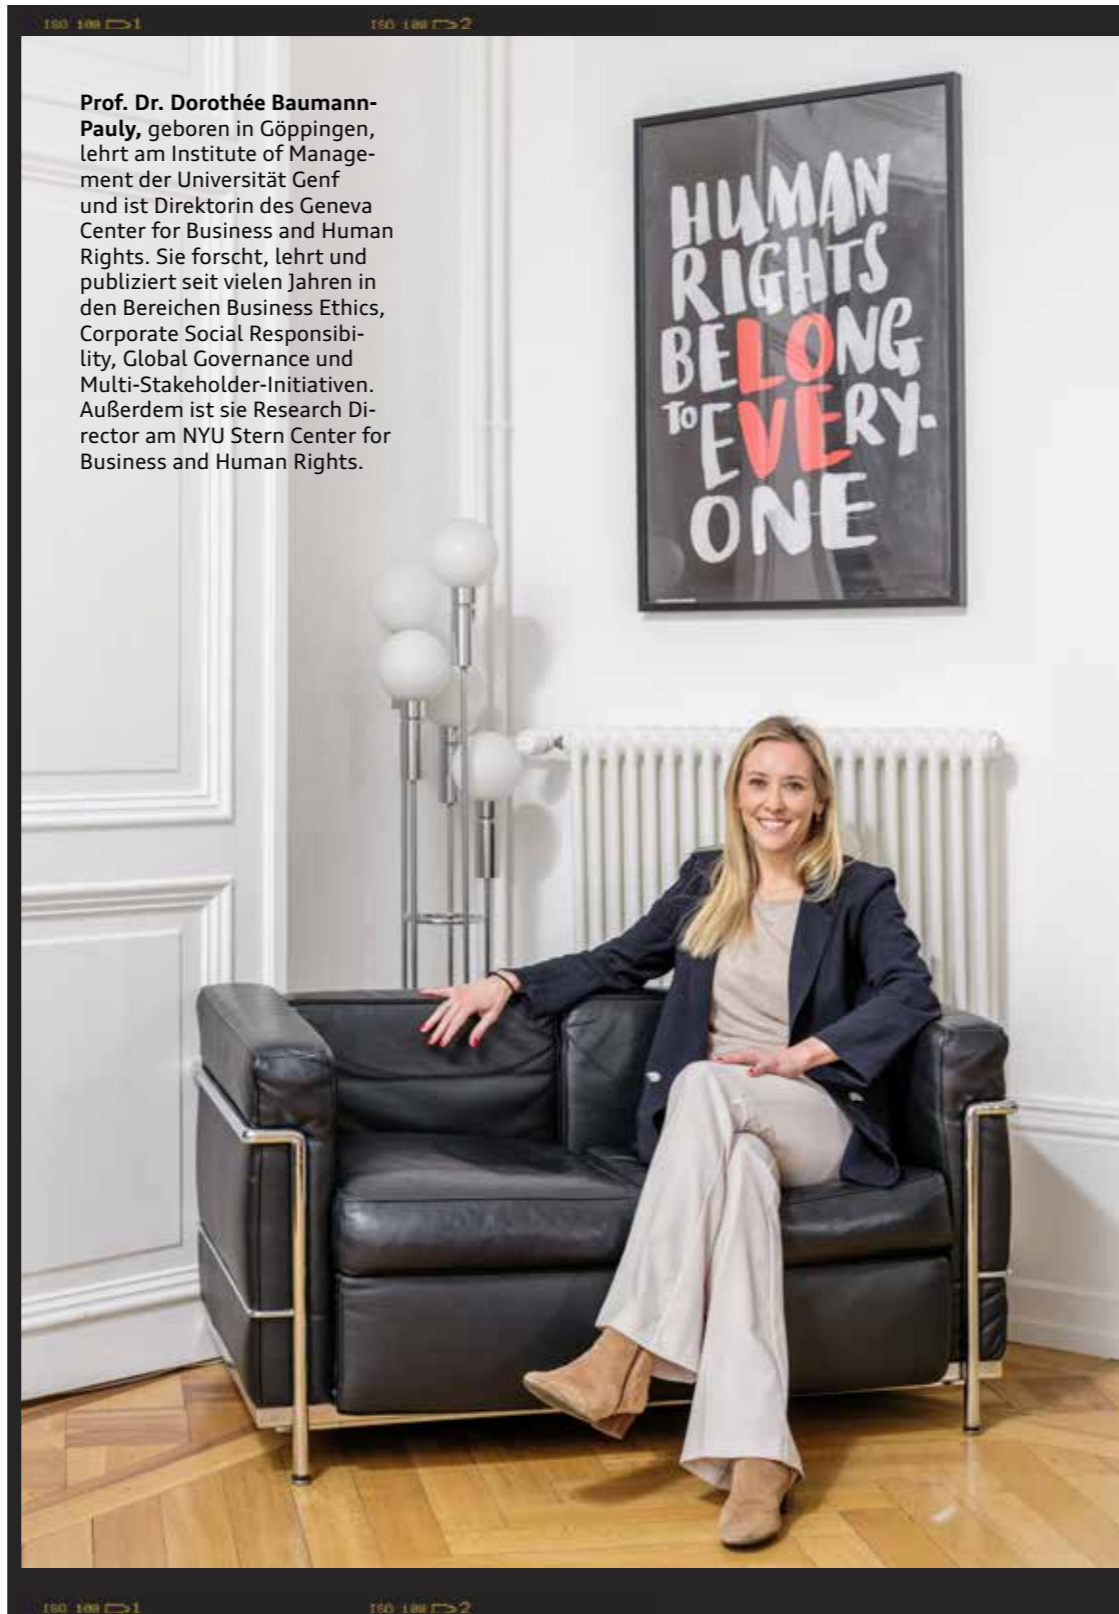 ISO 100 1
ISO 100 2
Prof. Dr. Dorothée Baumann-
Pauly, geboren in Göppingen,
lehrt am Institute of Manage-
ment der Universität Genf
und ist Direktorin des Geneva
Center for Business and Human
Rights. Sie forscht, lehrt und
publiziert seit vielen Jahren in
den Bereichen Business Ethics,
Corporate Social Responsibi-
lity, Global Governance und
Multi-Stakeholder-Initiativen.
Außerdem ist sie Research Di-
rector am NYU Stern Center for
Business and Human Rights.
HUMAN
RIGHTS
BELONG
TO EVERY-
ONE
ISO 100 1
ISO 100 2